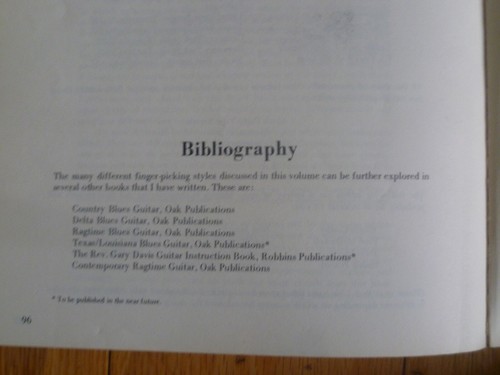 Bibliography
The many different finger-picking styles discussed in this volume can be further explored in
several other books that I have written. These are:
Country Blues Guitar, Oak Publications
Delta Blues Guitar, Oak Publications
Ragtime Blues Guitar, Oak Publications
Texas/Louisiana Blues Guitar, Oak Publications*
The Rev. Gary Davis Guitar Instruction Book, Robbins Publications*
Contemporary Ragtime Guitar, Oak Publications
* To be published in the near future
96